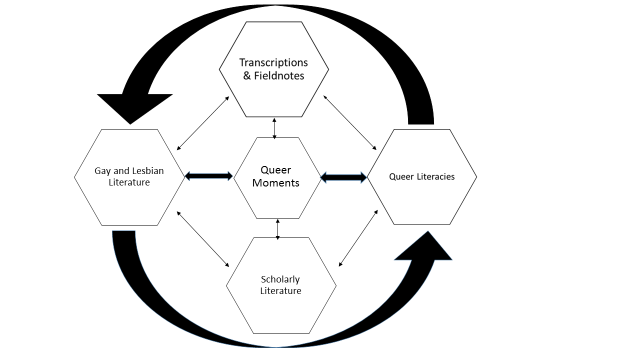 Transcriptions
& Fieldnotes
Gay and Lesbian
Literature
Queer
Moments
Queer Literacies
Scholarly
Literature